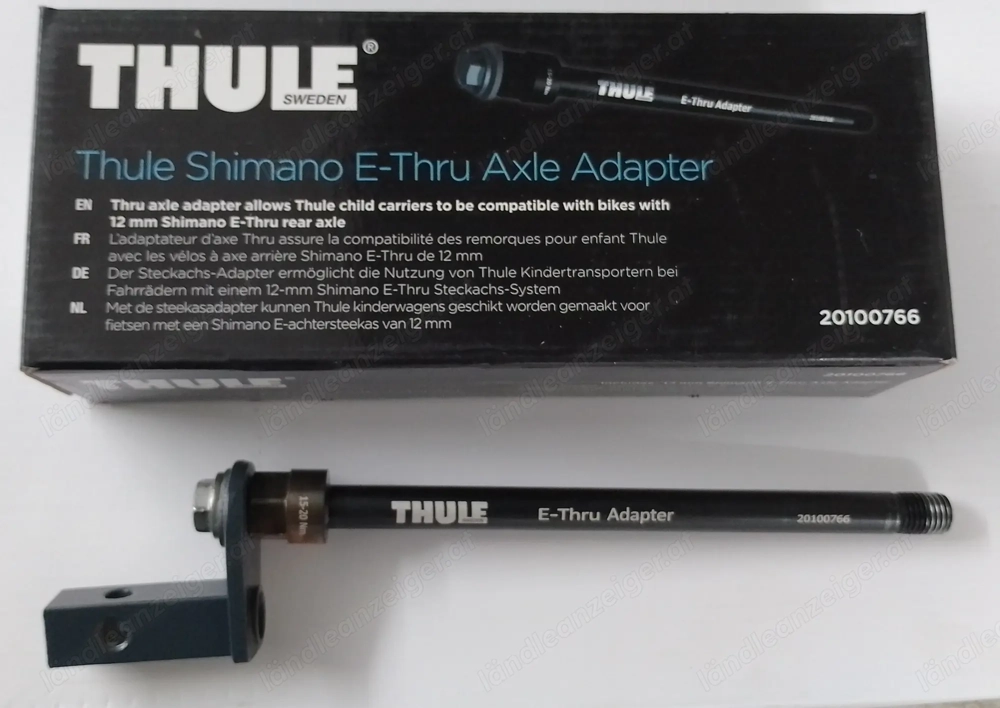 THULE®
SWEDEN
THULE E-Thru Adapter
Thule Shimano E-Thru Axle Adapter
EN Thru axle adapter allows Thule child carriers to be compatible with bikes with
12 mm Shimano E-Thru rear axle
FR L'adaptateur d'axe Thru assure la compatibilité des remorques pour enfant Thule
avec les vélos à axe arrière Shimano E-Thru de 12 mm
DE Der Steckachs-Adapter ermöglicht die Nutzung von Thule Kindertransportern bei
Fahrrädern mit einem 12-mm Shimano E-Thru Steckachs-System
NL Met de steekasadapter kunnen Thule kinderwagens geschikt worden gemaakt voor
fietsen met een Shimano E-achtersteekas van 12 mm
20100766
THULE
20100766
15-20 Nm
THULE E-Thru Adapter 20100766
ländleanzeiger.at